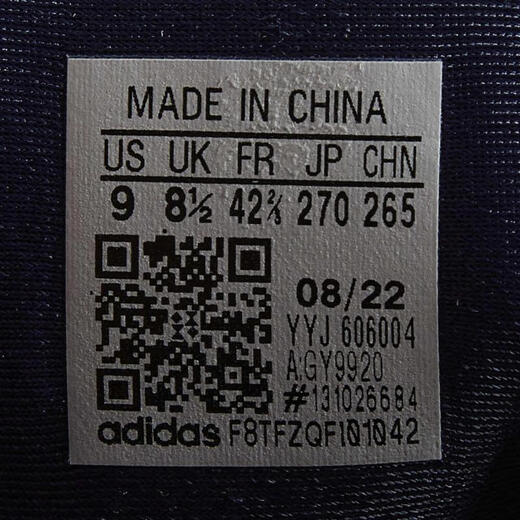 MADE IN CHINA
US UK FR JP CHN
9 8½ 42⅔ 270 265
08/22
YYJ 606004
A:GY9920
#131026684
adidas F8TFZQFI01042